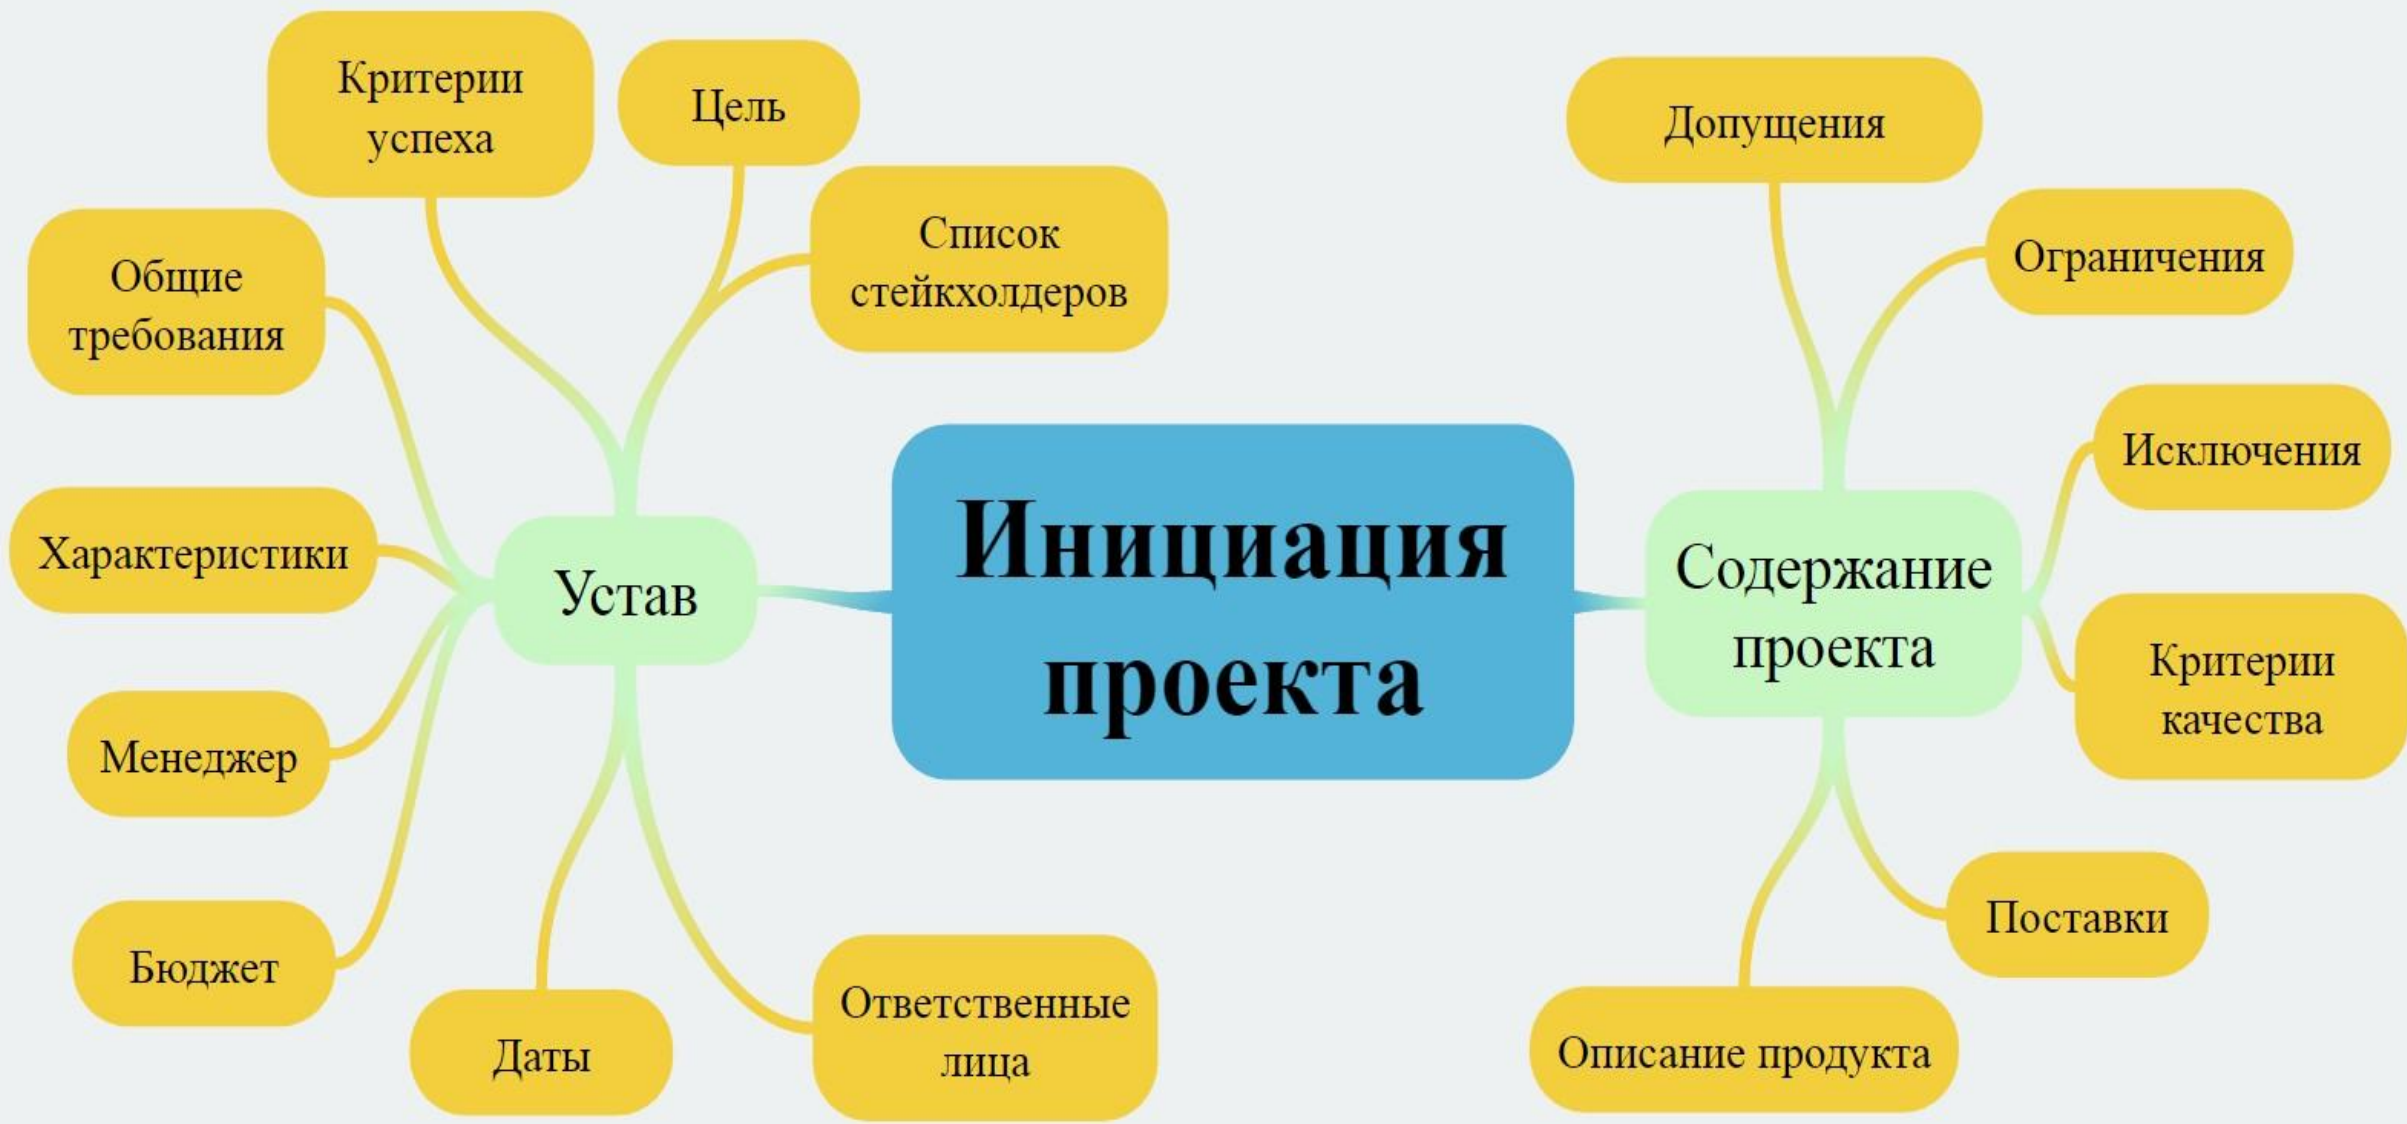 Критерии
успеха
Цель
Список
стейкхолдеров
Общие
требования
Характеристики
Менеджер
Бюджет
Даты
Ответственные
лица
Устав
Инициация
проекта
Содержание
проекта
Допущения
Ограничения
Исключения
Критерии
качества
Поставки
Описание продукта